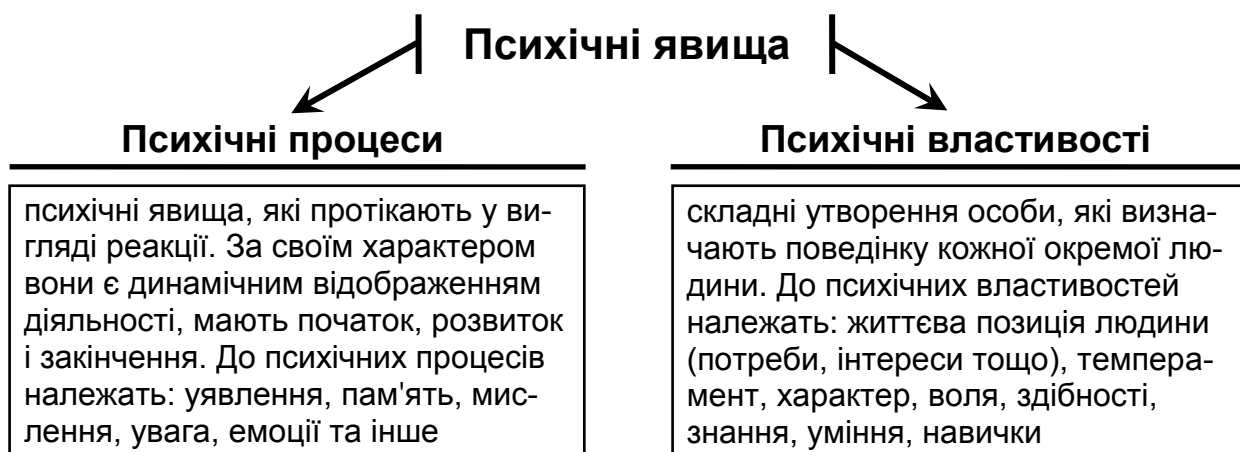 Психічні явища
Психічні процеси
психічні явища, які протікають у ви-
гляді реакції. За своїм характером
вони є динамічним відображенням
діяльності, мають початок, розвиток
і закінчення. До психічних процесів
належать: уявлення, пам'ять, мис-
лення, увага, емоції та інше
Психічні властивості
складні утворення особи, які визна-
чають поведінку кожної окремої лю-
дини. До психічних властивостей
належать: життєва позиція людини
(потреби, інтереси тощо), темпера-
мент, характер, воля, здібності,
знання, уміння, навички